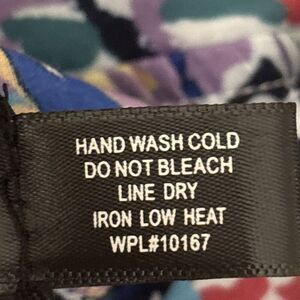 HAND WASH COLD
DO NOT BLEACH
LINE DRY
IRON LOW HEAT
WPL#10167